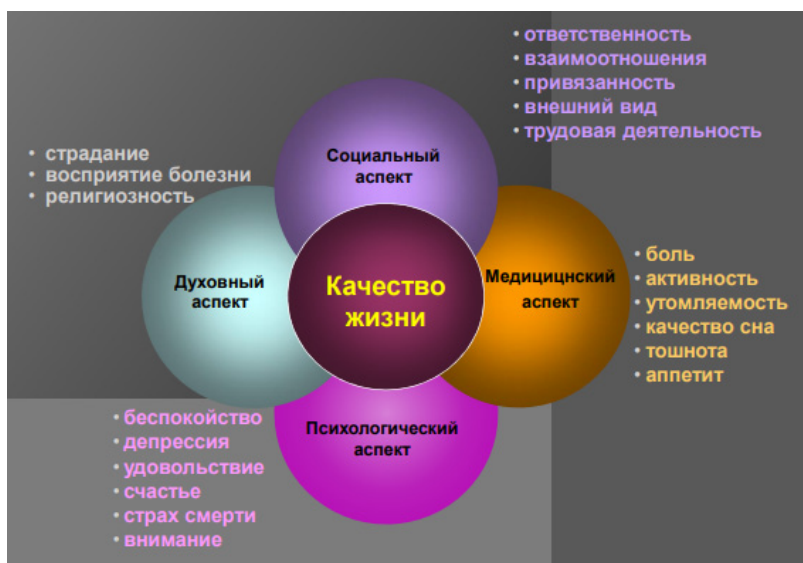 • ответственность
• взаимоотношения
• привязанность
• внешний вид
• трудовая деятельность
• страдание
• восприятие болезни
• религиозность
Социальный
аспект
Духовный
аспект
Качество
жизни
Медицицнский
аспект
• боль
• активность
• утомляемость
• качество сна
• тошнота
• аппетит
Психологический
аспект
• беспокойство
• депрессия
• удовольствие
• счастье
• страх смерти
• внимание